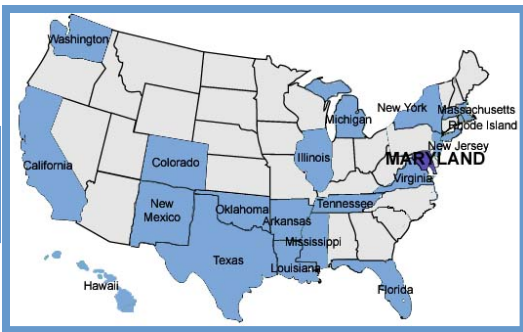 Washington
New York
Massachusetts
Michigan
Rhode Island
New Jersey
Illinois
MARYLAND
California
Colorado
Virginia
New
Mexico
Oklahoma
Tennessee
Arkansas
Mississippi
Texas
Louisiana
Hawaii
Florida